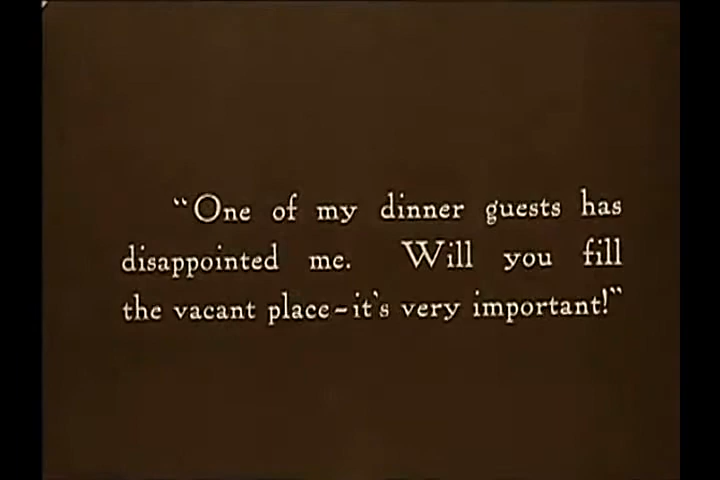 “One of my dinner guests has
disappointed me. Will you fill
the vacant place–it's very important!”